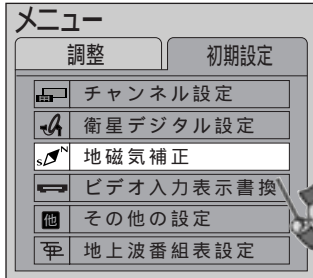 メニュー
調整
初期設定
チャンネル設定
衛星デジタル設定
S N 地磁気補正
ビデオ入力表示書換
他 その他の設定
地上波番組表設定